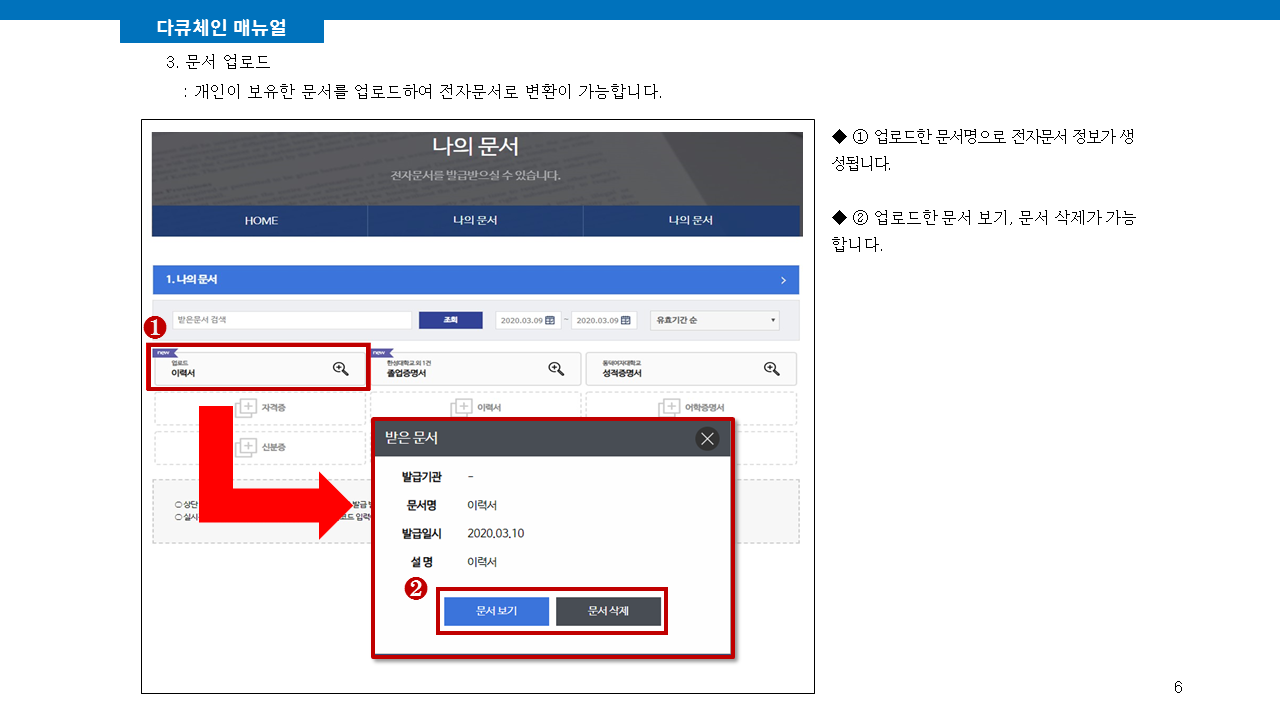 다큐체인 매뉴얼
3. 문서 업로드
: 개인이 보유한 문서를 업로드하여 전자문서로 변환이 가능합니다.
나의 문서
전자문서를 발급받으실 수 있습니다.
HOME
나의 문서
나의 문서
1. 나의 문서
받은문서 검색
조회
2020.03.09 ~ 2020.03.09
유효기간 순
❶
new
업로드
이력서
new
한성대학교 외 1건
졸업증명서
동덕여자대학교
성적증명서
자격증
이력서
어학증명서
신분증
상단
발급
실시
코드 입력
받은 문서
발급기관 -
문서명 이력서
발급일시 2020.03.10
설 명 이력서
❷
문서 보기
문서 삭제
◆ ① 업로드한 문서명으로 전자문서 정보가 생
성됩니다.
◆ ② 업로드한 문서 보기, 문서 삭제가 가능
합니다.
6